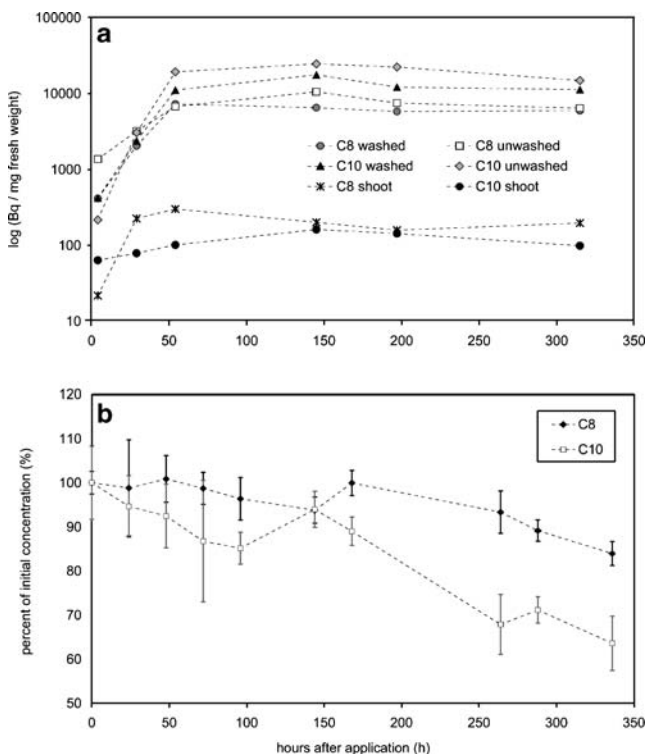 a
log (Bq / mg fresh weight)
100000
10000
1000
100
10
C8 washed
C8 unwashed
C10 washed
C10 unwashed
C8 shoot
C10 shoot
0 50 100 150 200 250 300 350
b
percent of initial concentration (%)
120
110
100
90
80
70
60
50
C8
C10
0 50 100 150 200 250 300 350
hours after application (h)